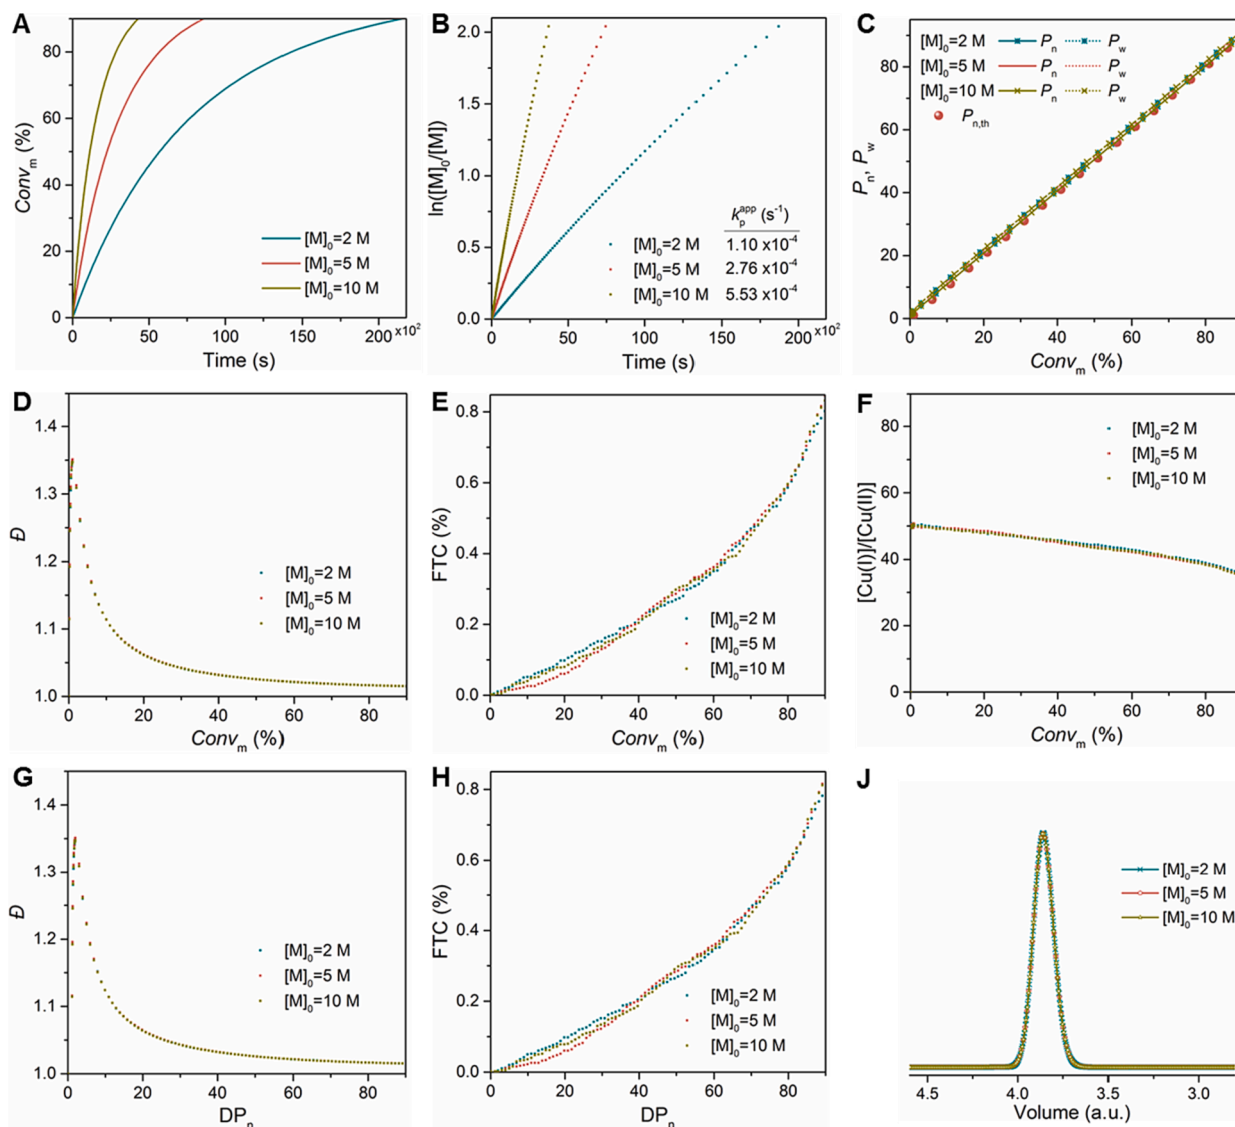 A
Conv_m (%)
80
60
40
20
0
[M]_0=2 M
[M]_0=5 M
[M]_0=10 M
0 50 100 150 200 x10^2
Time (s)
B
ln([M]_0/[M])
2.0
1.5
1.0
0.5
0.0
k_p^app (s^-1)
[M]_0=2 M 1.10 x10^-4
[M]_0=5 M 2.76 x10^-4
[M]_0=10 M 5.53 x10^-4
0 50 100 150 200 x10^2
Time (s)
C
P_n, P_w
80
60
40
20
0
[M]_0=2 M P_n P_w
[M]_0=5 M P_n P_w
[M]_0=10 M P_n P_w
P_n,th
0 20 40 60 80
Conv_m (%)
D
Đ
1.4
1.3
1.2
1.1
1.0
[M]_0=2 M
[M]_0=5 M
[M]_0=10 M
0 20 40 60 80
Conv_m (%)
E
FTC (%)
0.8
0.6
0.4
0.2
0.0
[M]_0=2 M
[M]_0=5 M
[M]_0=10 M
0 20 40 60 80
Conv_m (%)
F
[Cu(I)]/[Cu(II)]
80
60
40
20
0
[M]_0=2 M
[M]_0=5 M
[M]_0=10 M
0 20 40 60 80
Conv_m (%)
G
Đ
1.4
1.3
1.2
1.1
1.0
[M]_0=2 M
[M]_0=5 M
[M]_0=10 M
0 20 40 60 80
DP_n
H
FTC (%)
0.8
0.6
0.4
0.2
0.0
[M]_0=2 M
[M]_0=5 M
[M]_0=10 M
0 20 40 60 80
DP_n
J
[M]_0=2 M
[M]_0=5 M
[M]_0=10 M
4.5 4.0 3.5 3.0
Volume (a.u.)